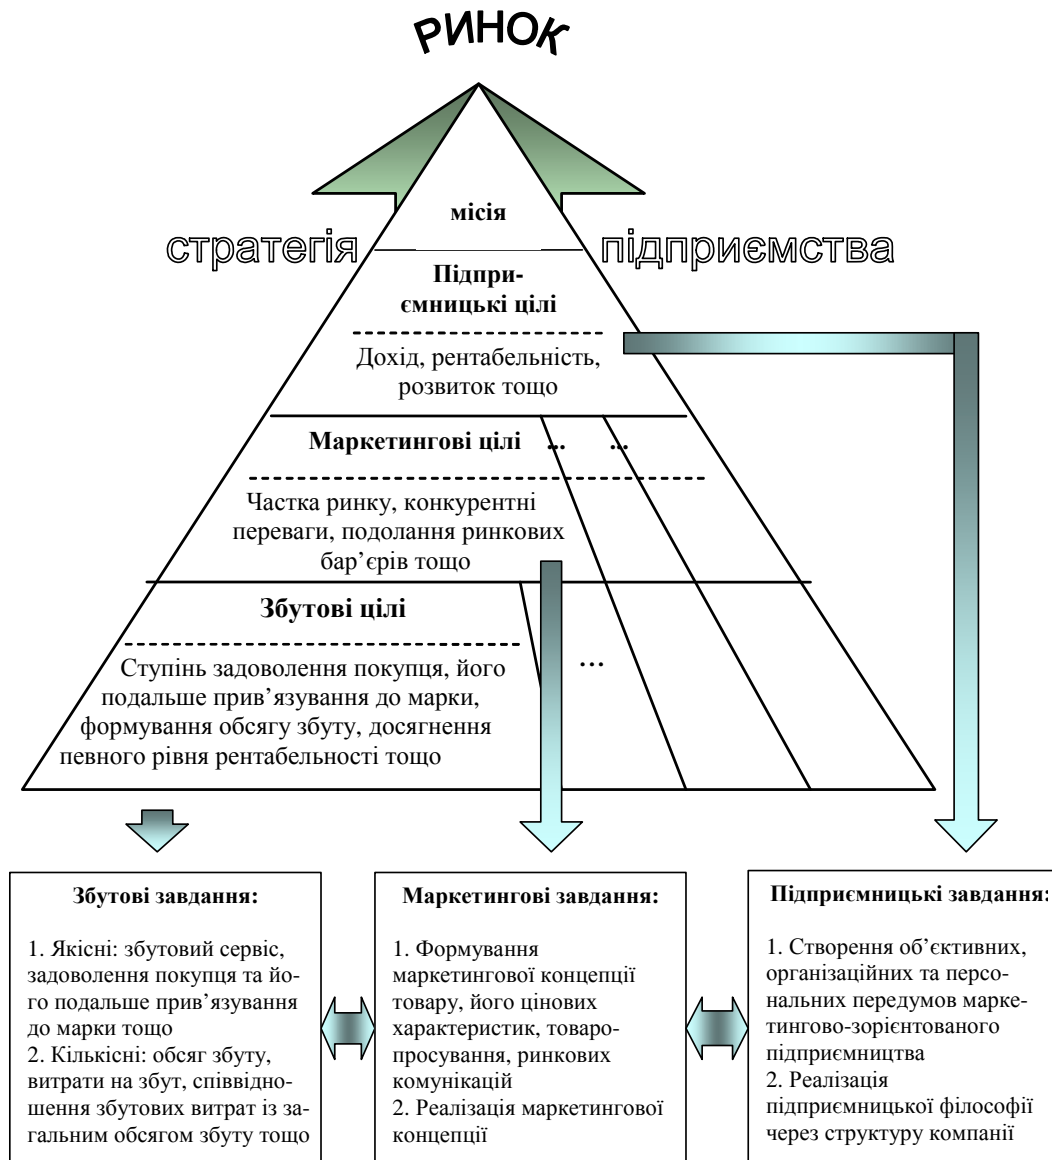 РИНОК
місія
стратегія підприємства
Підпри-
ємницькі цілі
Дохід, рентабельність,
розвиток тощо
Маркетингові цілі ... ...
Частка ринку, конкурентні
переваги, подолання ринкових
бар’єрів тощо
Збутові цілі
...
Ступінь задоволення покупця, його
подальше прив’язування до марки,
формування обсягу збуту, досягнення
певного рівня рентабельності тощо
Збутові завдання:
1. Якісні: збутовий сервіс,
задоволення покупця та йо-
го подальше прив’язування
до марки тощо
2. Кількісні: обсяг збуту,
витрати на збут, співвідно-
шення збутових витрат із за-
гальним обсягом збуту тощо
Маркетингові завдання:
1. Формування
маркетингової концепції
товару, його цінових
характеристик, товаро-
просування, ринкових
комунікацій
2. Реалізація маркетингової
концепції
Підприємницькі завдання:
1. Створення об’єктивних,
організаційних та персо-
нальних передумов марке-
тингово-зорієнтованого
підприємництва
2. Реалізація
підприємницької філософії
через структуру компанії